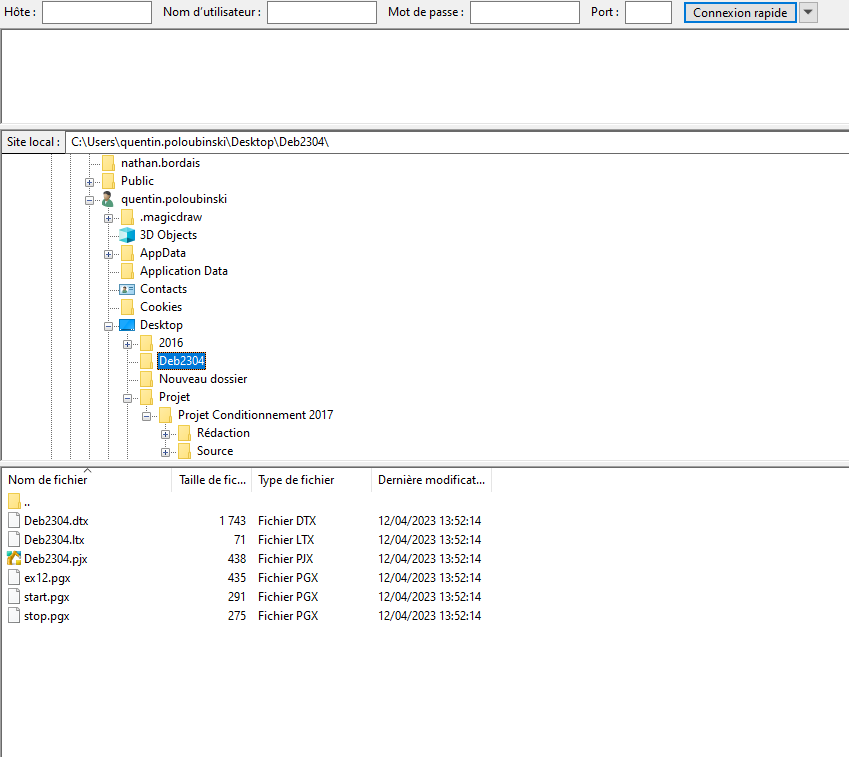 Hôte : Nom d'utilisateur : Mot de passe : Port : Connexion rapide
Site local : C:\Users\quentin.poloubinski\Desktop\Deb2304\
nathan.bordais
Public
quentin.poloubinski
.magicdraw
3D Objects
AppData
Application Data
Contacts
Cookies
Desktop
2016
Deb2304
Nouveau dossier
Projet
Projet Conditionnement 2017
Rédaction
Source
Nom de fichier Taille de fic... Type de fichier Dernière modificat...
..
Deb2304.dtx 1 743 Fichier DTX 12/04/2023 13:52:14
Deb2304.ltx 71 Fichier LTX 12/04/2023 13:52:14
Deb2304.pjx 438 Fichier PJX 12/04/2023 13:52:14
ex12.pgx 435 Fichier PGX 12/04/2023 13:52:14
start.pgx 291 Fichier PGX 12/04/2023 13:52:14
stop.pgx 275 Fichier PGX 12/04/2023 13:52:14